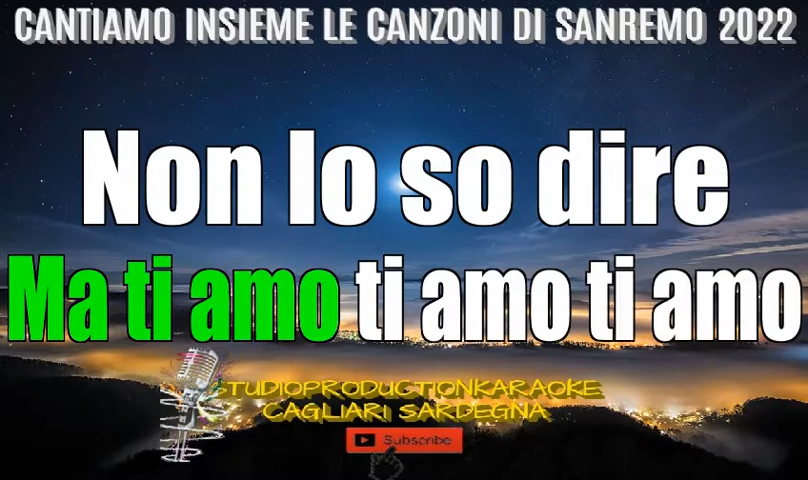 CANTIAMO INSIEME LE CANZONI DI SANREMO 2022
Non lo so dire
Ma ti amo ti amo ti amo
STUDIOPRODUCTIONKARAOKE
CAGLIARI SARDEGNA
Subscribe